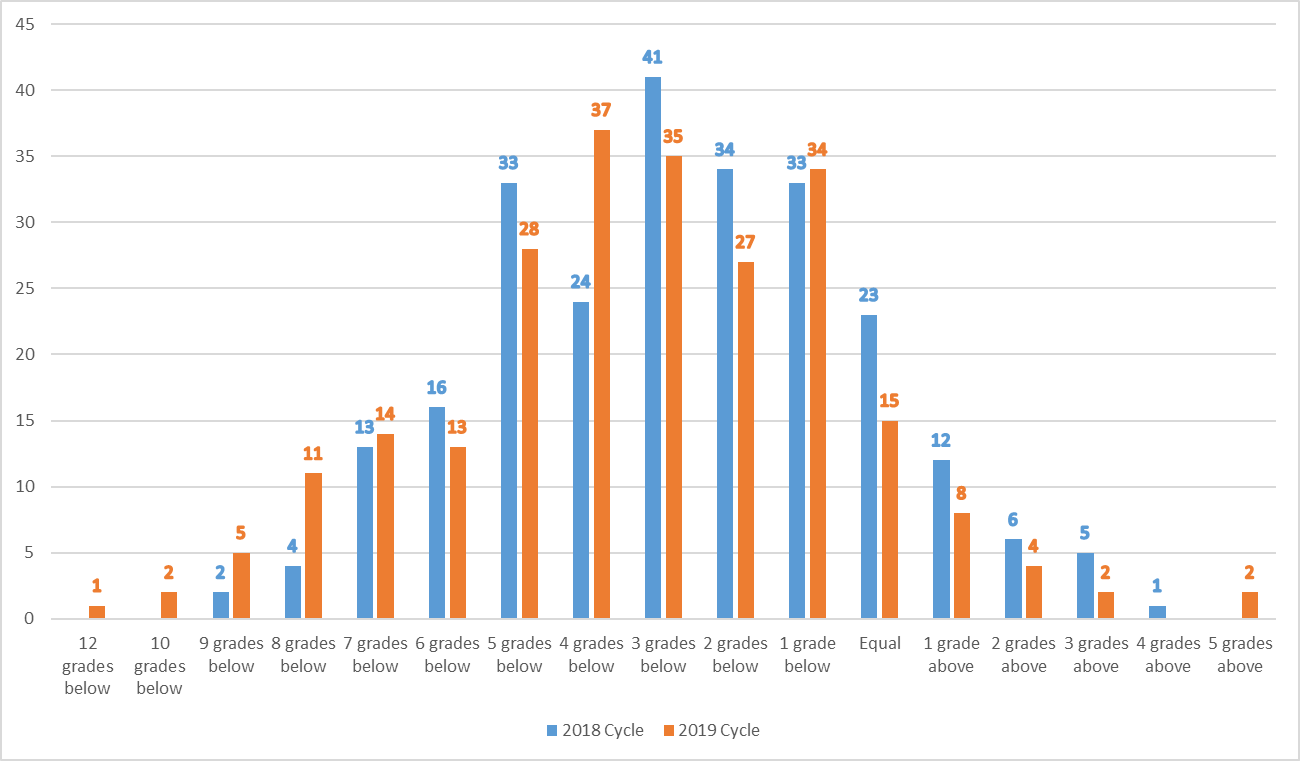 45
40
35
30
25
20
15
10
5
0
41
37
35
34
33
34
33
28
27
24
23
16
15
13
14
13
12
11
8
6
5
5
4
4
2
2
2
2
1
1
12 grades below
10 grades below
9 grades below
8 grades below
7 grades below
6 grades below
5 grades below
4 grades below
3 grades below
2 grades below
1 grade below
Equal
1 grade above
2 grades above
3 grades above
4 grades above
5 grades above
2018 Cycle
2019 Cycle